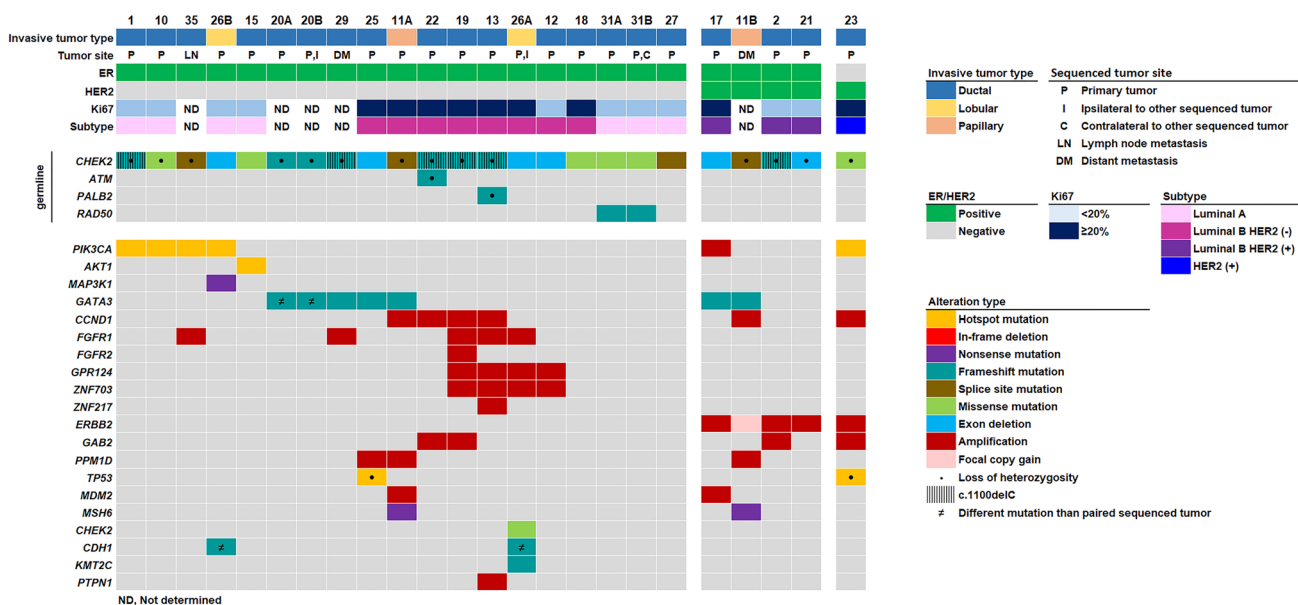 1 10 35 26B 15 20A 20B 29 25 11A 22 19 13 26A 12 18 31A 31B 27 17 11B 2 21 23
Invasive tumor type
Tumor site P P LN P P P P,I DM P P P P P P,I P P P P,C P P DM P P P
ER
HER2
Ki67 ND ND ND ND ND
Subtype ND ND ND ND ND
germline
CHEK2
ATM
PALB2
RAD50
PIK3CA
AKT1
MAP3K1
GATA3 ≠ ≠
CCND1
FGFR1
FGFR2
GPR124
ZNF703
ZNF217
ERBB2
GAB2
PPM1D
TP53
MDM2
MSH6
CHEK2
CDH1 ≠ ≠
KMT2C
PTPN1
ND, Not determined
Invasive tumor type
Ductal
Lobular
Papillary
Sequenced tumor site
P Primary tumor
I Ipsilateral to other sequenced tumor
C Contralateral to other sequenced tumor
LN Lymph node metastasis
DM Distant metastasis
ER/HER2
Positive
Negative
Ki67
<20%
≥20%
Subtype
Luminal A
Luminal B HER2 (-)
Luminal B HER2 (+)
HER2 (+)
Alteration type
Hotspot mutation
In-frame deletion
Nonsense mutation
Frameshift mutation
Splice site mutation
Missense mutation
Exon deletion
Amplification
Focal copy gain
• Loss of heterozygosity
c.1100delC
≠ Different mutation than paired sequenced tumor